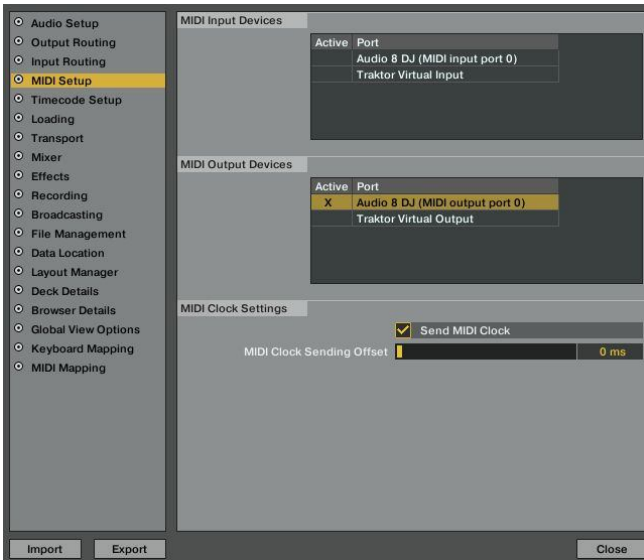 Audio Setup
Output Routing
Input Routing
MIDI Setup
Timecode Setup
Loading
Transport
Mixer
Effects
Recording
Broadcasting
File Management
Data Location
Layout Manager
Deck Details
Browser Details
Global View Options
Keyboard Mapping
MIDI Mapping
Import Export
MIDI Input Devices
Active Port
Audio 8 DJ (MIDI input port 0)
Traktor Virtual Input
MIDI Output Devices
Active Port
X Audio 8 DJ (MIDI output port 0)
Traktor Virtual Output
MIDI Clock Settings
Send MIDI Clock
MIDI Clock Sending Offset 0 ms
Close